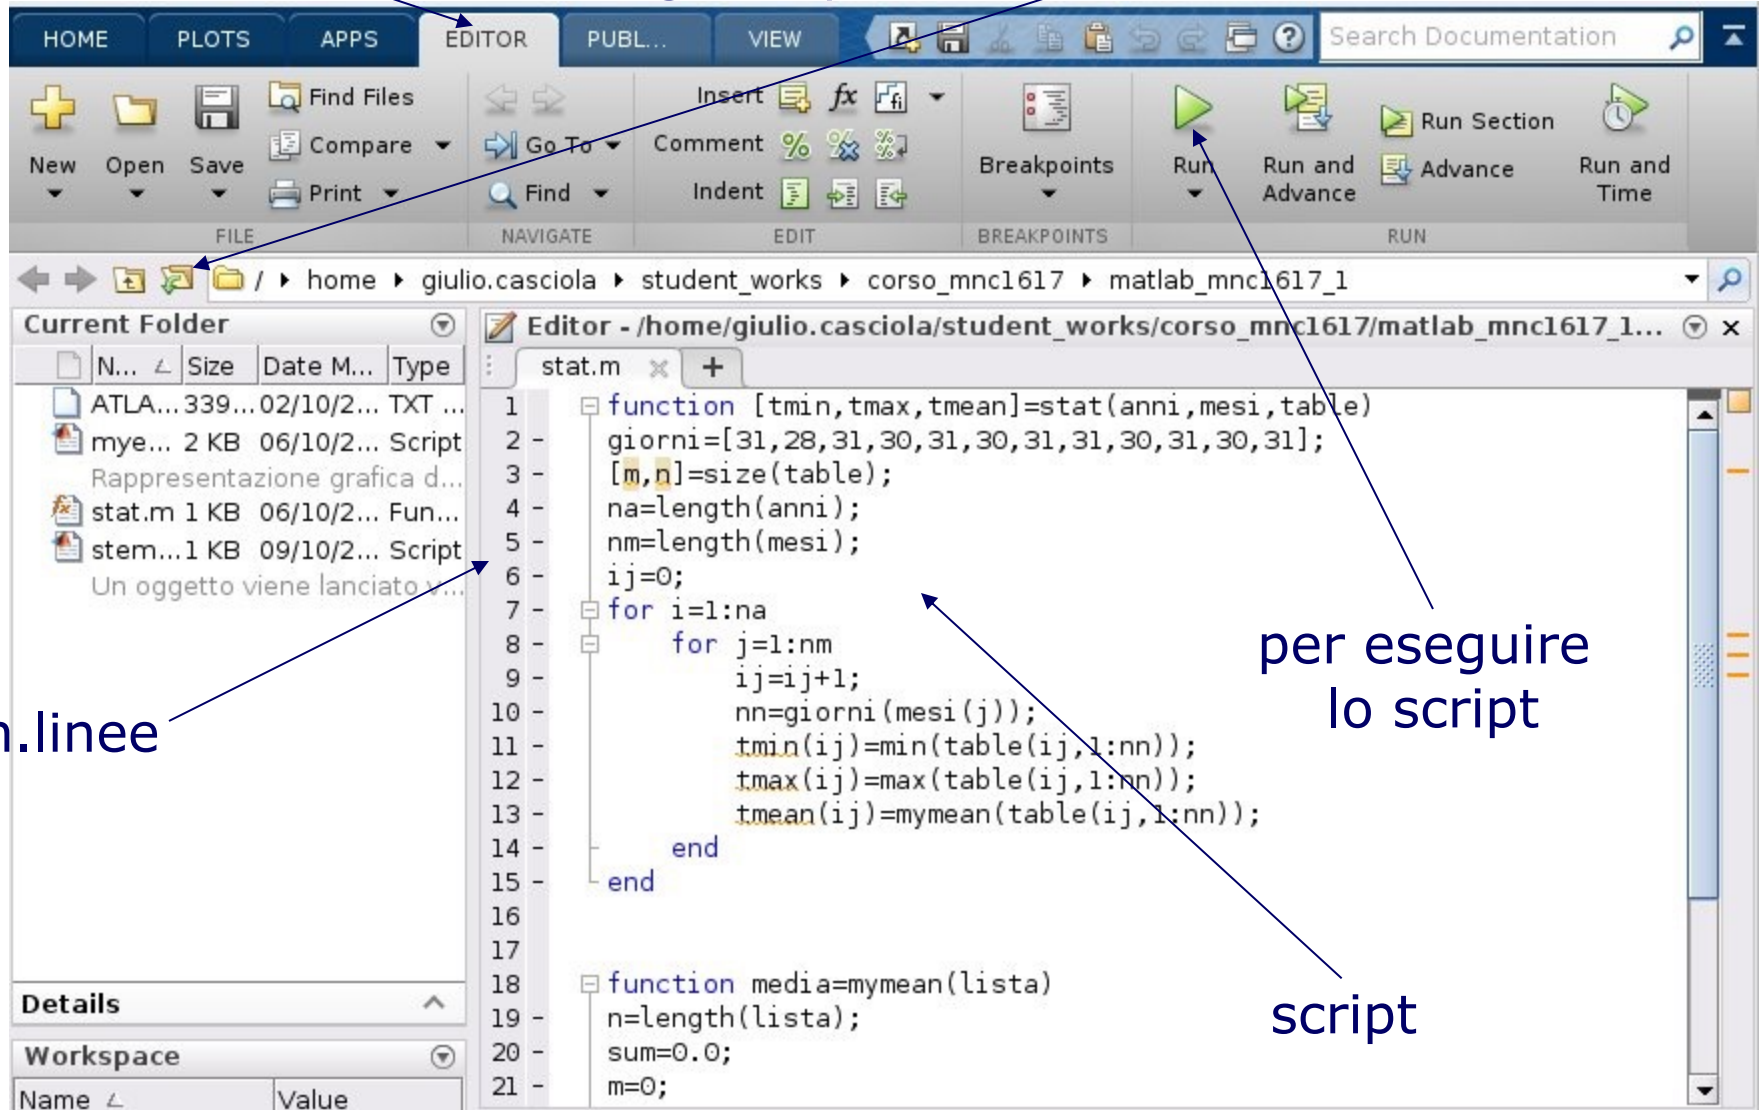 HOME PLOTS APPS EDITOR PUBL... VIEW Search Documentation
Find Files Insert fx
New Open Save Compare Go To Comment Breakpoints Run Run and Advance Run Section Advance Run and Time
Print Find Indent
FILE NAVIGATE EDIT BREAKPOINTS RUN
/ home giulio.casciola student_works corso_mnc1617 matlab_mnc1617_1
Current Folder
N... Size Date M... Type
ATLA... 339... 02/10/2... TXT ...
mye... 2 KB 06/10/2... Script
Rappresentazione grafica d...
stat.m 1 KB 06/10/2... Fun...
stem... 1 KB 09/10/2... Script
Un oggetto viene lanciato v...
Details
Workspace
Name Value
Editor - /home/giulio.casciola/student_works/corso_mnc1617/matlab_mnc1617_1...
stat.m
1 function [tmin,tmax,tmean]=stat(anni,mesi,table)
2 - giorni=[31,28,31,30,31,30,31,31,30,31,30,31];
3 - [m,n]=size(table);
4 - na=length(anni);
5 - nm=length(mesi);
6 - ij=0;
7 - for i=1:na
8 - for j=1:nm
9 - ij=ij+1;
10 - nn=giorni(mesi(j));
11 - tmin(ij)=min(table(ij,1:nn));
12 - tmax(ij)=max(table(ij,1:nn));
13 - tmean(ij)=mymean(table(ij,1:nn));
14 - end
15 - end
16
17
18 function media=mymean(lista)
19 - n=length(lista);
20 - sum=0.0;
21 - m=0;
n.linee
per eseguire
lo script
script